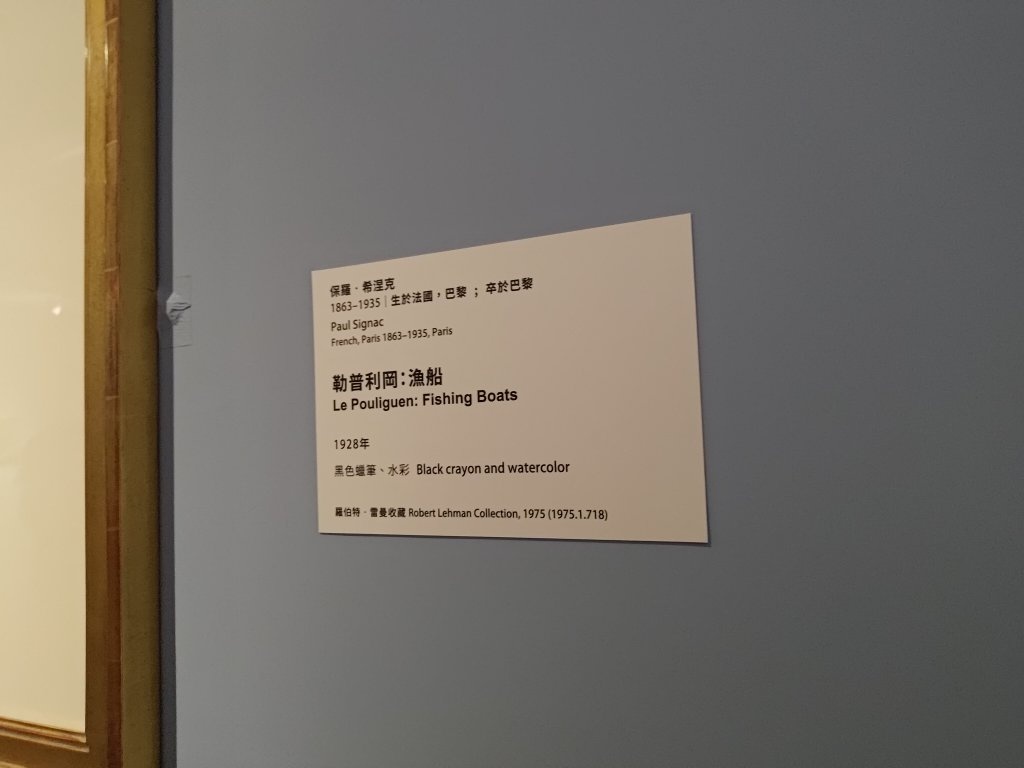 保羅．希涅克
1863–1935｜生於法國，巴黎 ； 卒於巴黎
Paul Signac
French, Paris 1863–1935, Paris
勒普利岡：漁船
Le Pouliguen: Fishing Boats
1928年
黑色蠟筆、水彩 Black crayon and watercolor
羅伯特．雷曼收藏 Robert Lehman Collection, 1975 (1975.1.718)